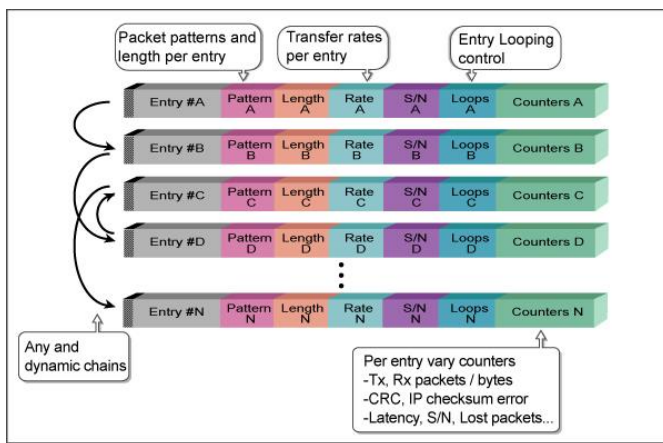 Packet patterns and
length per entry
Transfer rates
per entry
Entry Looping
control
Entry #A Pattern A Length A Rate A S/N A Loops A Counters A
Entry #B Pattern B Length B Rate B S/N B Loops B Counters B
Entry #C Pattern C Length C Rate C S/N C Loops C Counters C
Entry #D Pattern D Length D Rate D S/N D Loops D Counters D
Entry #N Pattern N Length N Rate N S/N N Loops N Counters N
Any and
dynamic chains
Per entry vary counters
-Tx, Rx packets / bytes
-CRC, IP checksum error
-Latency, S/N, Lost packets...